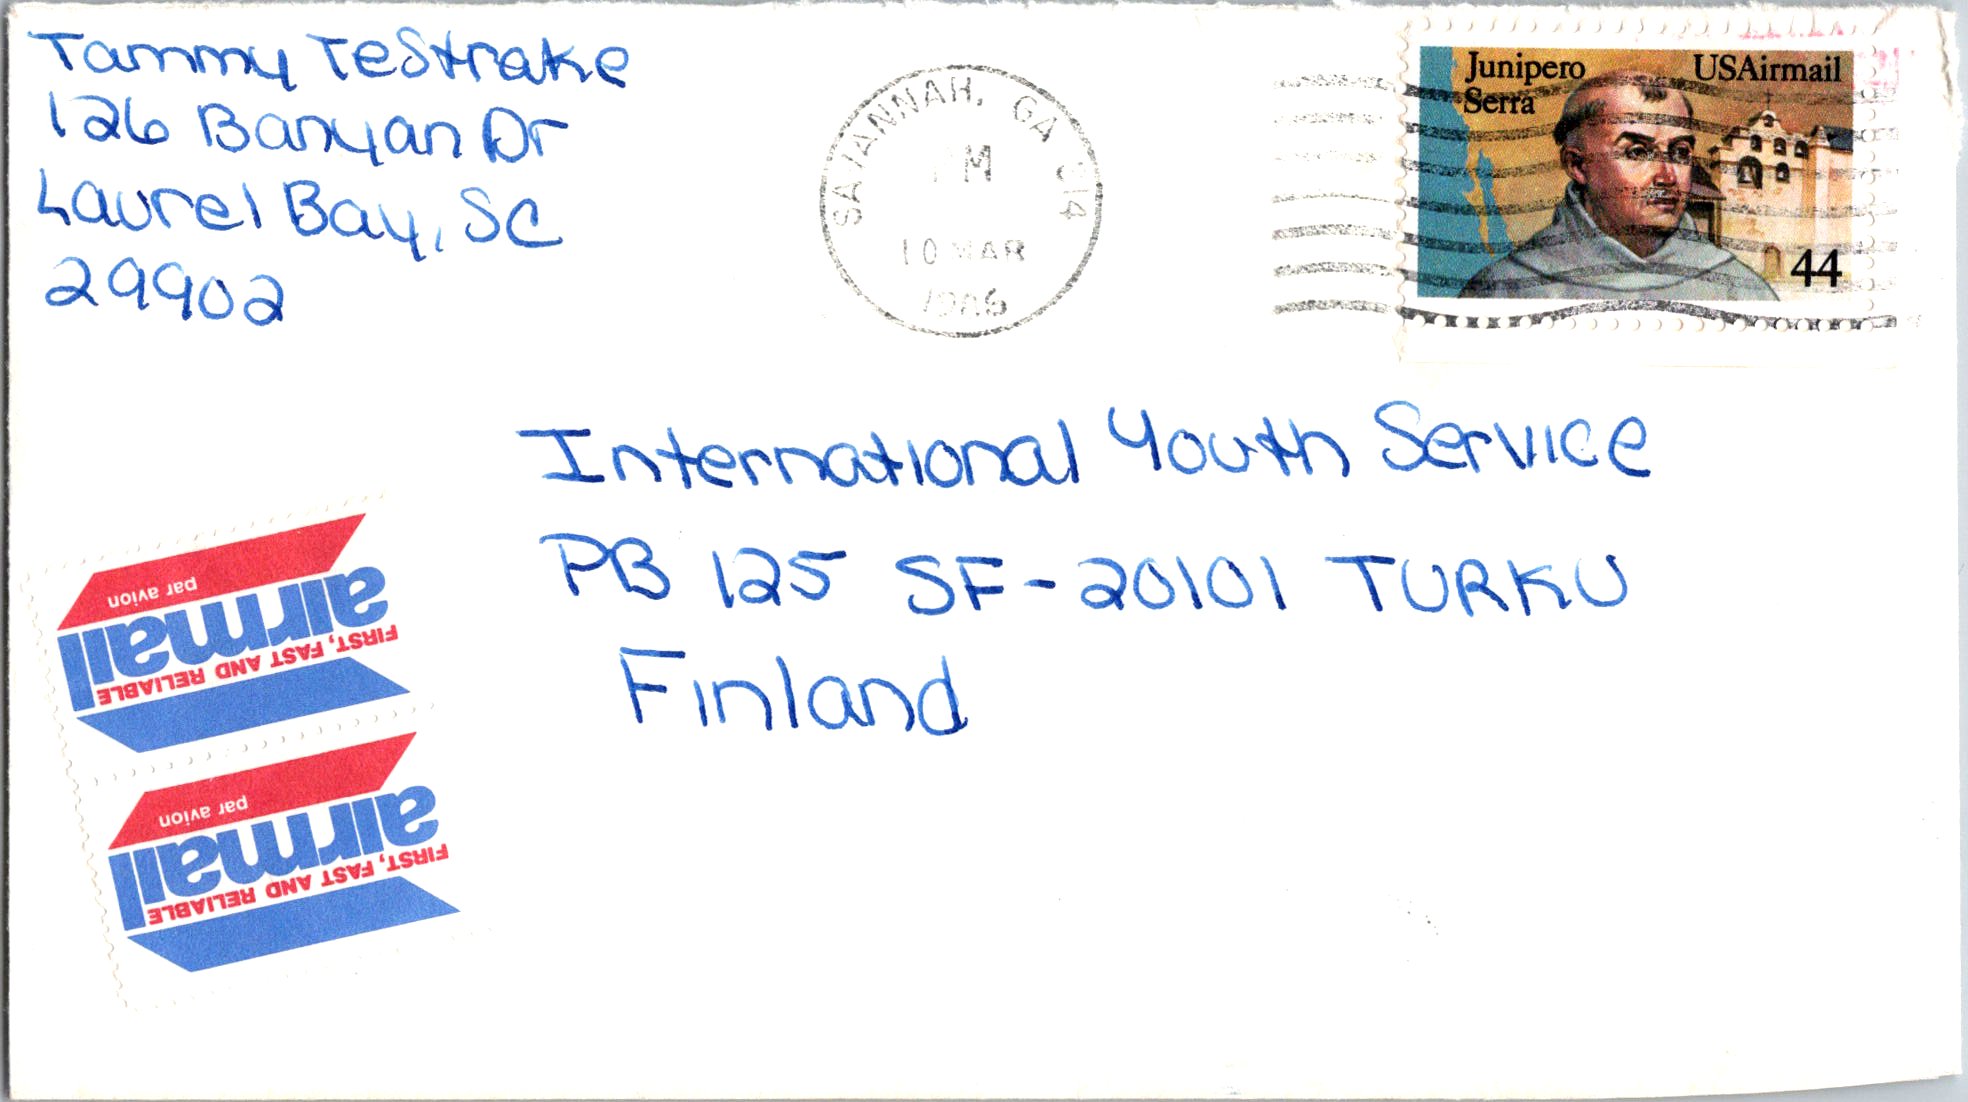 Tammy TeStrake
126 Banyan Dr
Laurel Bay, SC
29902
SAVANNAH, GA 314
PM
10 MAR
1986
Junipero
Serra
USAirmail
44
International Youth Service
PB 125 SF-20101 TURKU
Finland
par avion
airmail
FIRST, FAST AND RELIABLE
par avion
airmail
FIRST, FAST AND RELIABLE